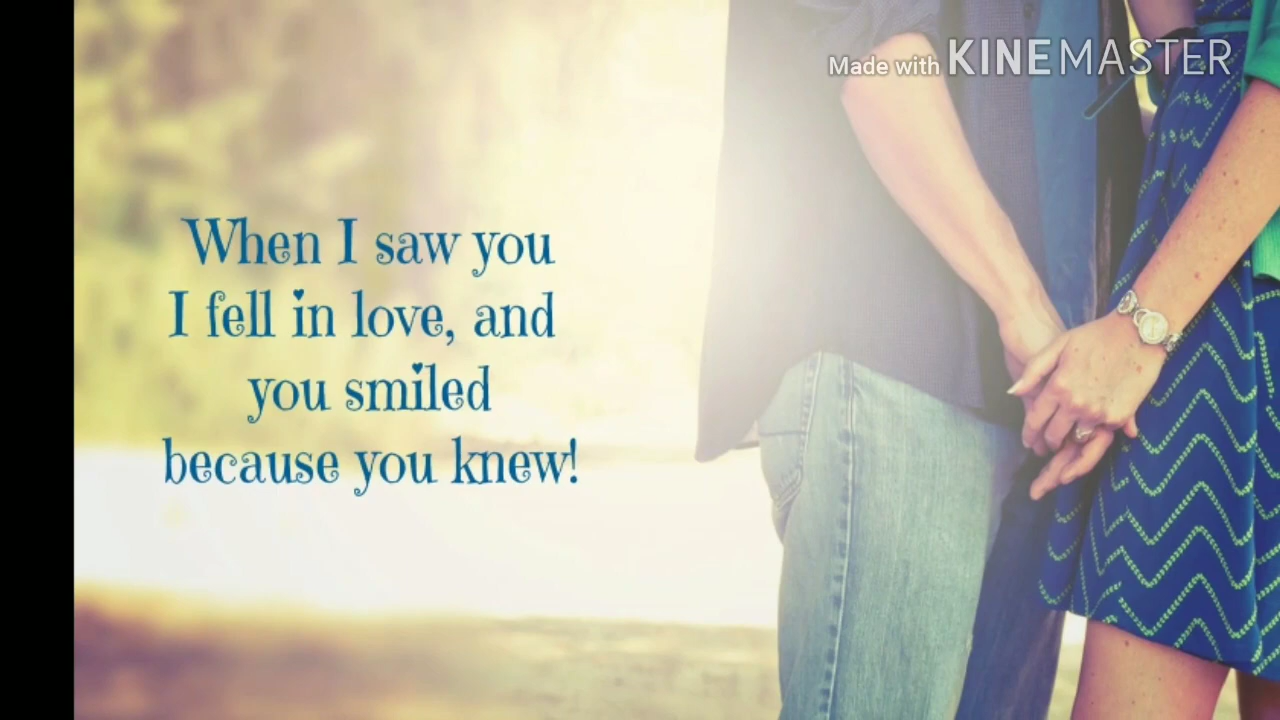 Made with KINEMASTER
When I saw you
I fell in love, and
you smiled
because you knew!